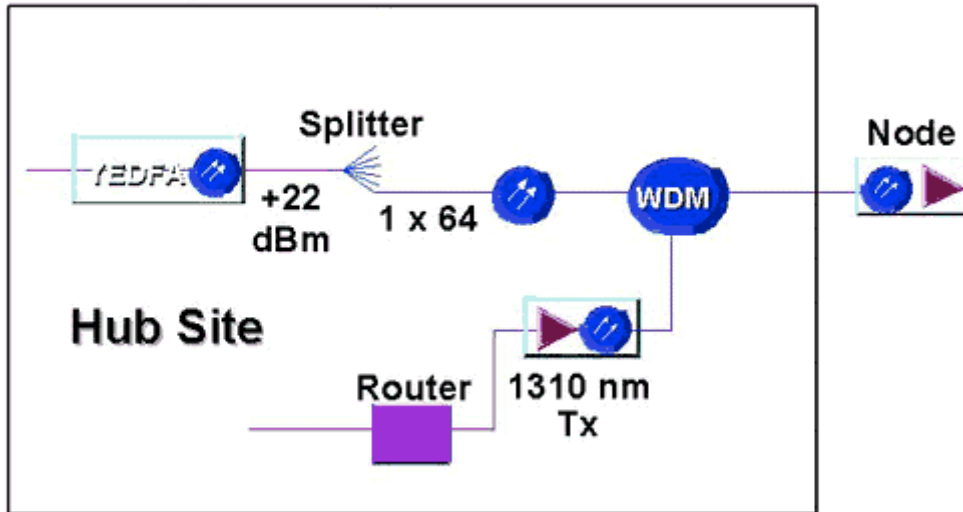 Splitter
Node
YEDFA
+22
dBm
1 x 64
WDM
Hub Site
Router
1310 nm
Tx